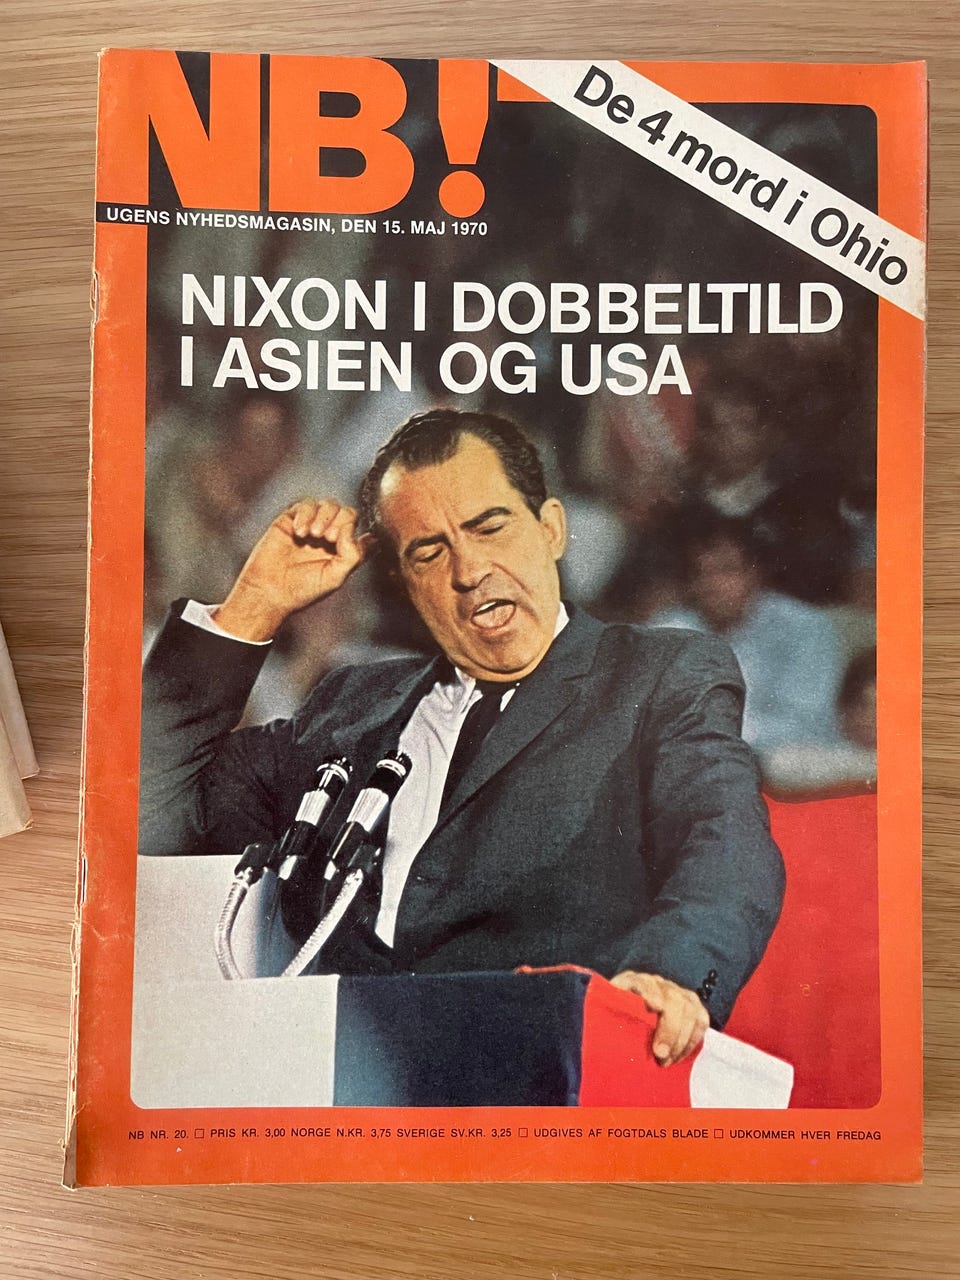 NB!
De 4 mord i Ohio
UGENS NYHEDSMAGASIN, DEN 15. MAJ 1970
NIXON I DOBBELTILD
I ASIEN OG USA
NB NR. 20. □ PRIS KR. 3,00 NORGE N.KR. 3,75 SVERIGE SV.KR. 3,25 □ UDGIVES AF FOGTDALS BLADE □ UDKOMMER HVER FREDAG